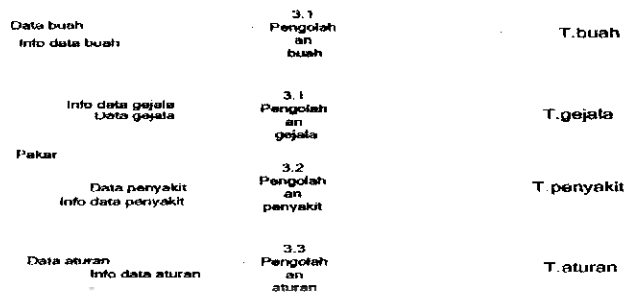 Data buah
Info data buah
3.1
Pengolah
an
buah
T.buah
Info data gejala
Data gejala
3.1
Pengolah
an
gejala
T.gejala
Pakar
Data penyakit
Info data penyakit
3.2
Pengolah
an
penyakit
T.penyakit
Data aturan
Info data aturan
3.3
Pengolah
an
aturan
T.aturan